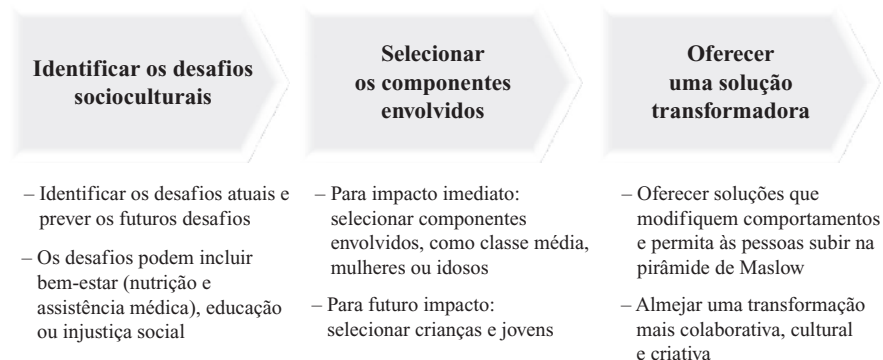 Identificar os desafios
socioculturais
Selecionar
os componentes
envolvidos
Oferecer
uma solução
transformadora
– Identificar os desafios atuais e
prever os futuros desafios
– Os desafios podem incluir
bem-estar (nutrição e
assistência médica), educação
ou injustiça social
– Para impacto imediato:
selecionar componentes
envolvidos, como classe média,
mulheres ou idosos
– Para futuro impacto:
selecionar crianças e jovens
– Oferecer soluções que
modifiquem comportamentos
e permita às pessoas subir na
pirâmide de Maslow
– Almejar uma transformação
mais colaborativa, cultural
e criativa